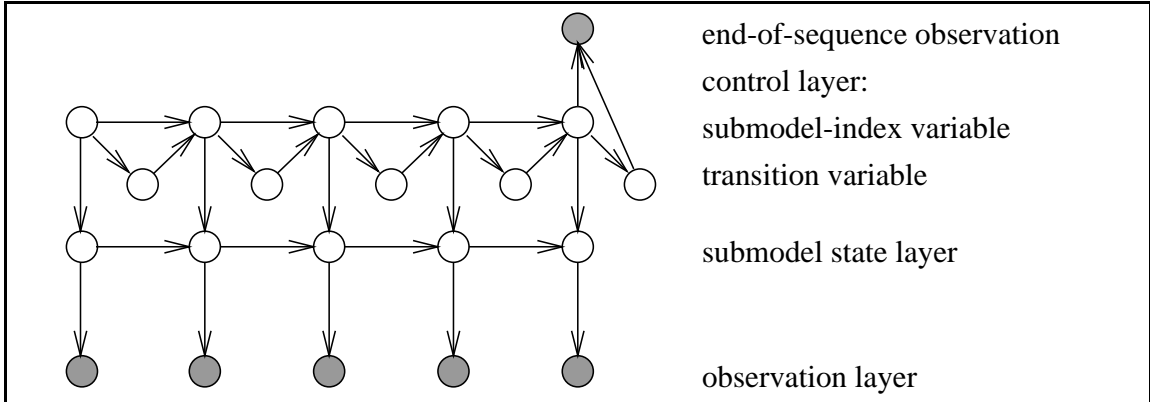 end-of-sequence observation
control layer:
submodel-index variable
transition variable
submodel state layer
observation layer